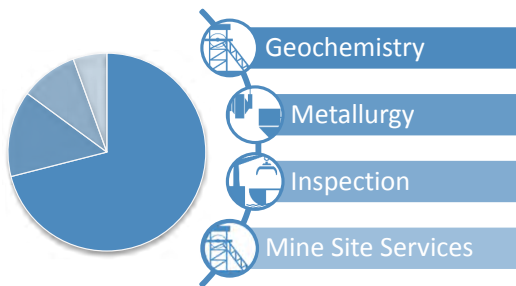 Geochemistry
Metallurgy
Inspection
Mine Site Services